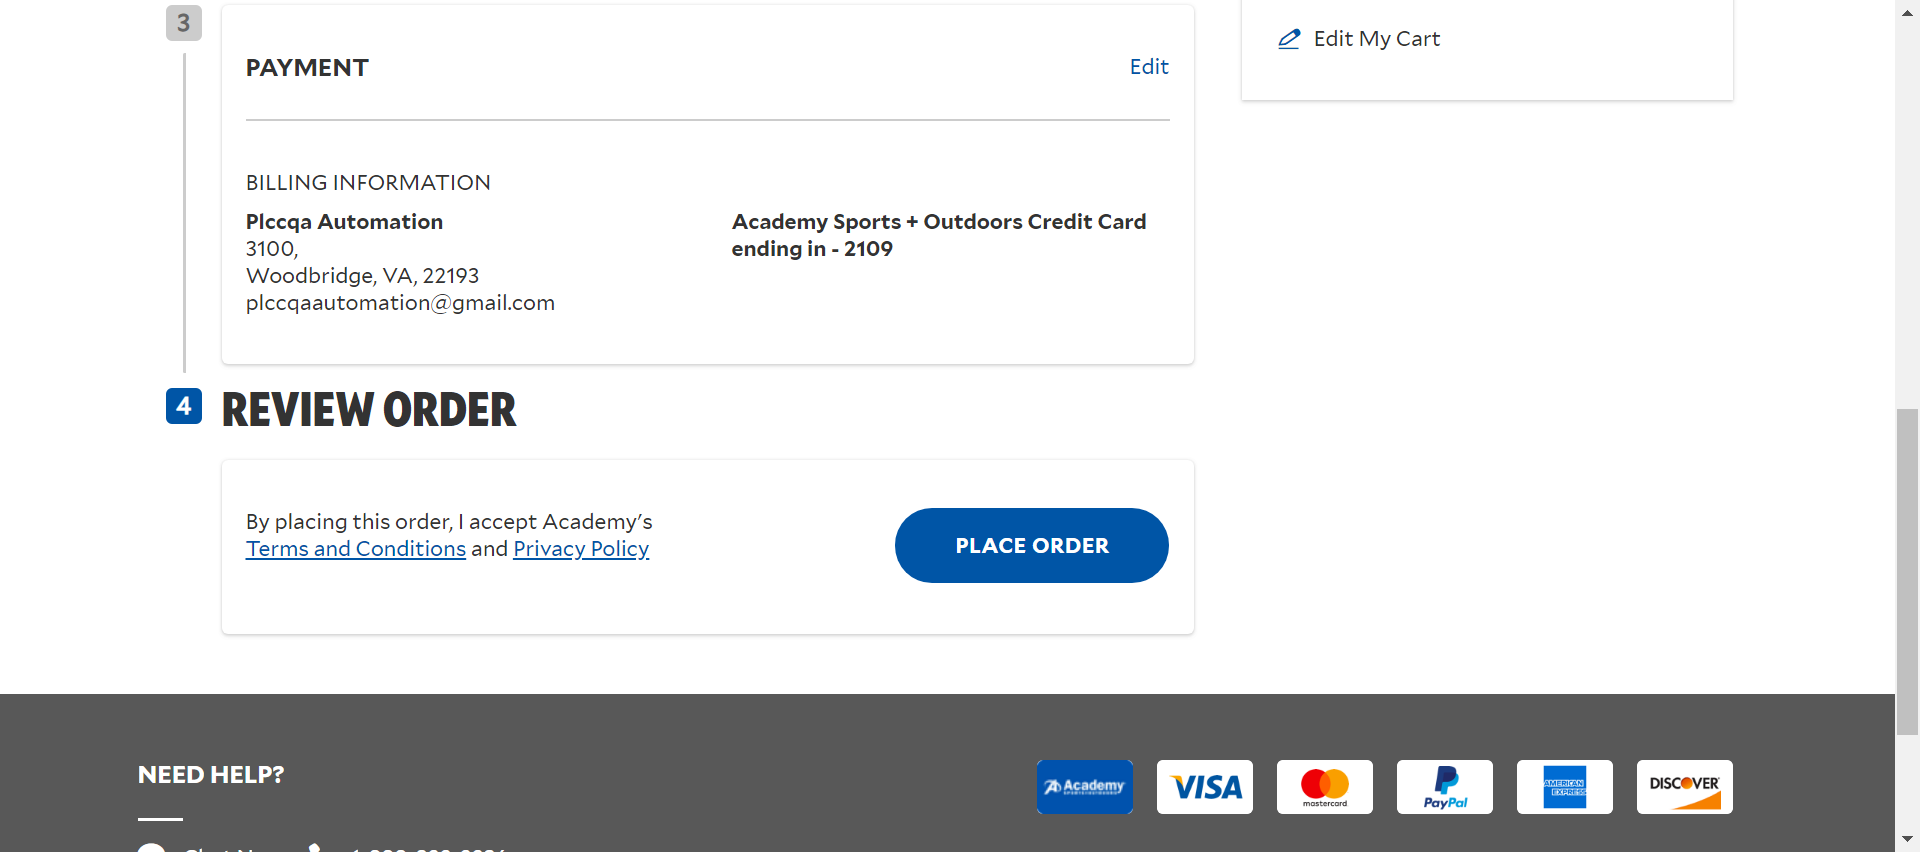 3
PAYMENT
Edit
BILLING INFORMATION
Plccqa Automation
3100,
Woodbridge, VA, 22193
plccqaautomation@gmail.com
Academy Sports + Outdoors Credit Card
ending in - 2109
Edit My Cart
4
REVIEW ORDER
By placing this order, I accept Academy's
Terms and Conditions and Privacy Policy
PLACE ORDER
NEED HELP?
Academy
VISA
mastercard
PayPal
AMERICAN
EXPRESS
DISCOVER